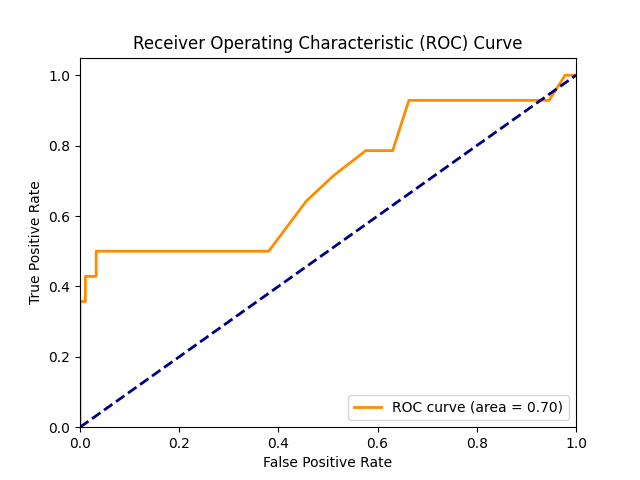 Receiver Operating Characteristic (ROC) Curve
True Positive Rate
1.0
0.8
0.6
0.4
0.2
0.0
0.0 0.2 0.4 0.6 0.8 1.0
False Positive Rate
ROC curve (area = 0.70)